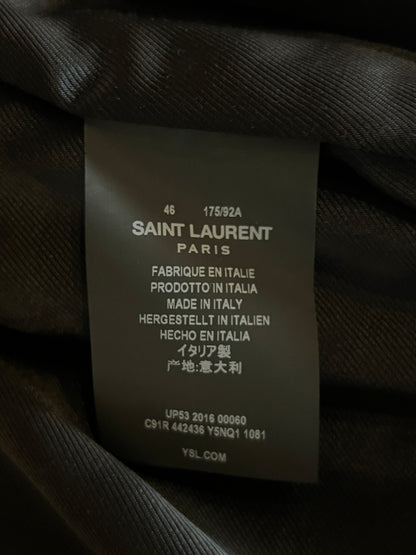 46 175/92A
SAINT LAURENT
PARIS
FABRIQUE EN ITALIE
PRODOTTO IN ITALIA
MADE IN ITALY
HERGESTELLT IN ITALIEN
HECHO EN ITALIA
イタリア製
产地:意大利
UP53 2016 00060
C91R 442436 Y5NQ1 1081
YSL.COM